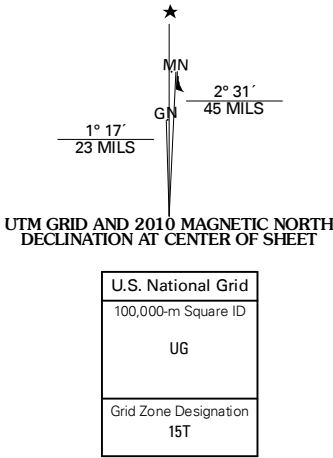 MN
2° 31´
45 MILS
GN
1° 17´
23 MILS
UTM GRID AND 2010 MAGNETIC NORTH
DECLINATION AT CENTER OF SHEET
U.S. National Grid
100,000-m Square ID
UG
Grid Zone Designation
15T